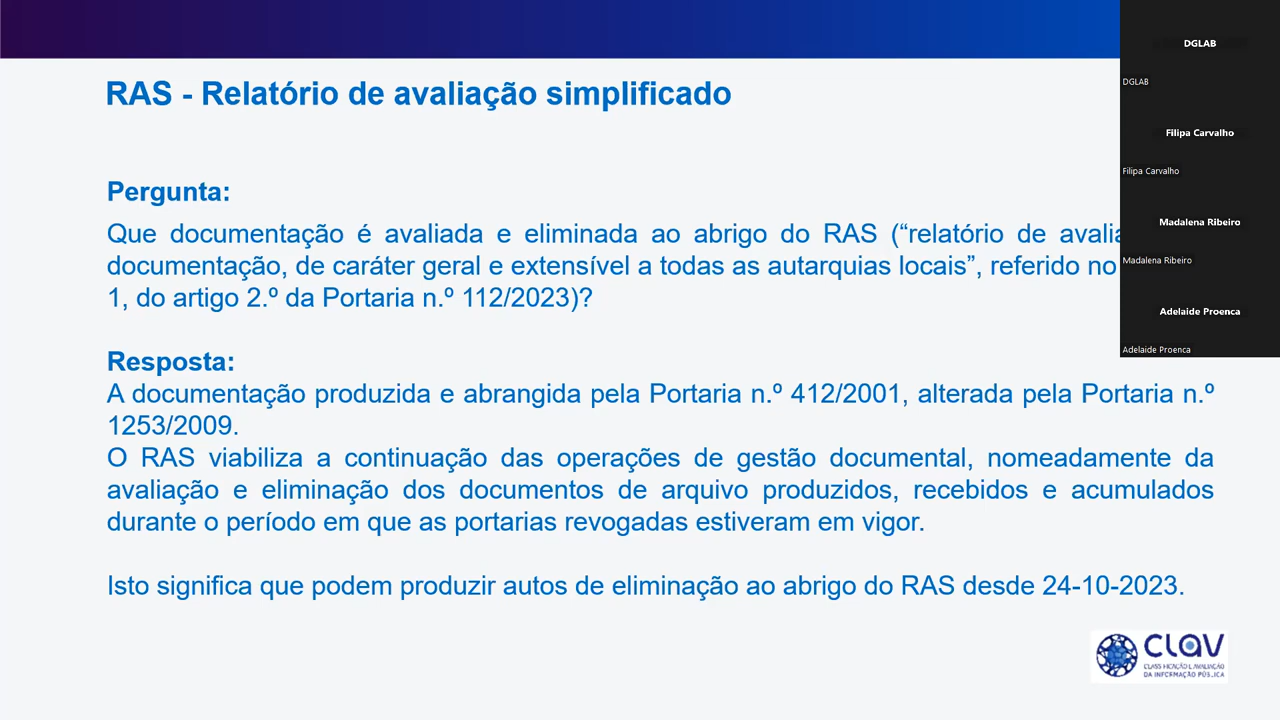 RAS - Relatório de avaliação simplificado
Pergunta:
Que documentação é avaliada e eliminada ao abrigo do RAS (“relatório de
documentação, de caráter geral e extensível a todas as autarquias locais”, referido no
1, do artigo 2.º da Portaria n.º 112/2023)?
Resposta:
A documentação produzida e abrangida pela Portaria n.º 412/2001, alterada pela Portaria n.º
1253/2009.
O RAS viabiliza a continuação das operações de gestão documental, nomeadamente da
avaliação e eliminação dos documentos de arquivo produzidos, recebidos e acumulados
durante o período em que as portarias revogadas estiveram em vigor.
Isto significa que podem produzir autos de eliminação ao abrigo do RAS desde 24-10-2023.
DGLAB
DGLAB
Filipa Carvalho
Filipa Carvalho
Madalena Ribeiro
Madalena Ribeiro
Adelaide Proenca
Adelaide Proenca
CLAV
CLASSIFICAÇÃO E AVALIAÇÃO
DA INFORMAÇÃO PÚBLICA